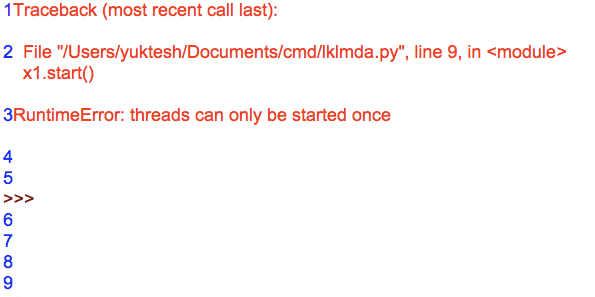 1Traceback (most recent call last):
2 File "/Users/yuktesh/Documents/cmd/lklmda.py", line 9, in <module>
x1.start()
3RuntimeError: threads can only be started once
4
5
>>>
6
7
8
9